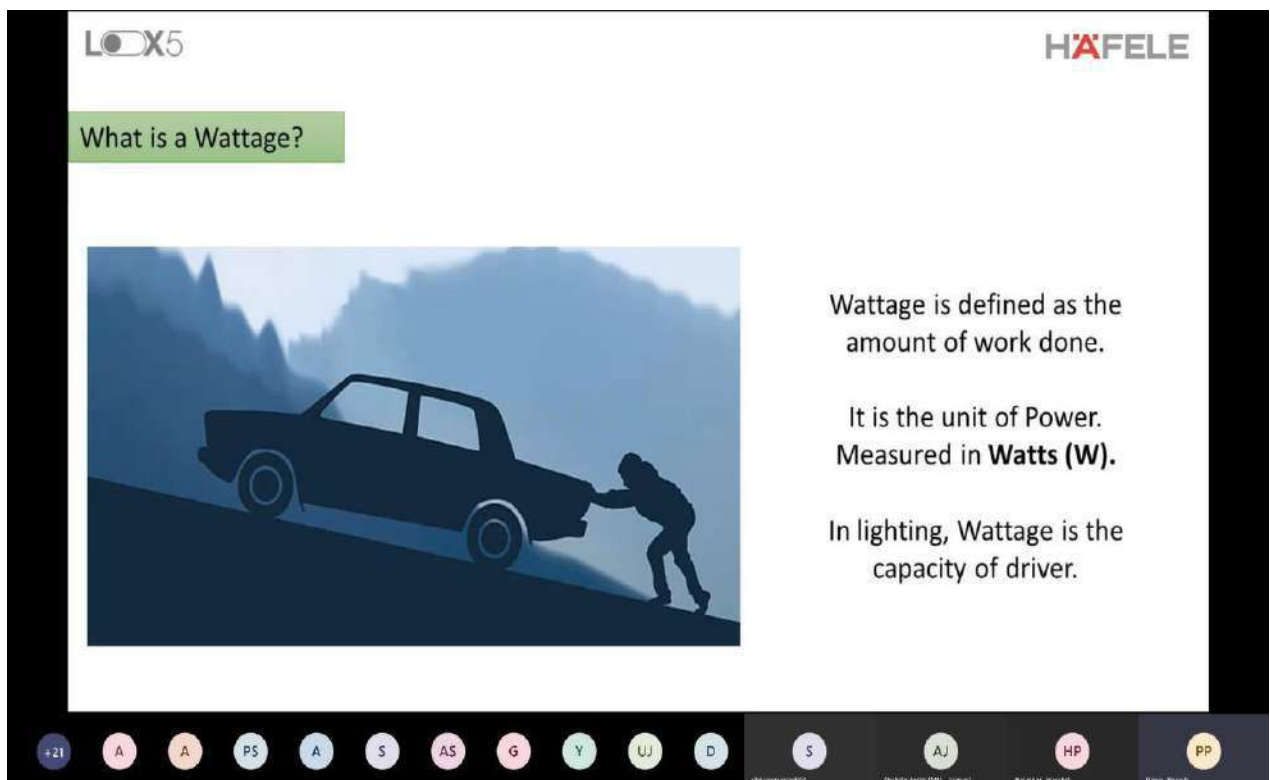 LOOX5
HÄFELE
What is a Wattage?
Wattage is defined as the
amount of work done.
It is the unit of Power.
Measured in Watts (W).
In lighting, Wattage is the
capacity of driver.
+21 A A PS A S AS G Y UJ D S AJ HP PP